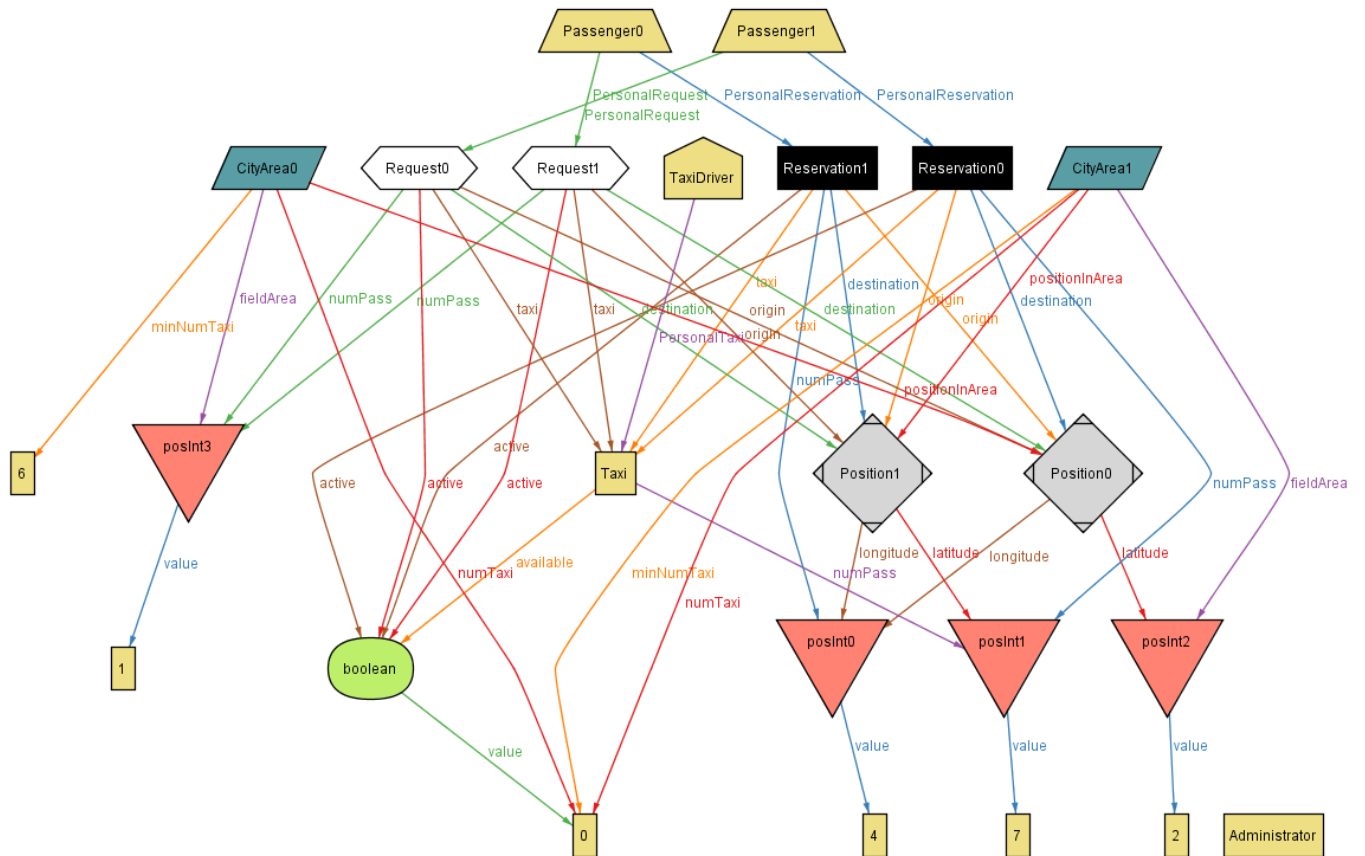 Passenger0
Passenger1
PersonalRequest
PersonalReservation
PersonalReservation
PersonalRequest
CityArea0
Request0
Request1
TaxiDriver
Reservation1
Reservation0
CityArea1
positionInArea
taxi
destination
destination
fieldArea
numPass
numPass
origin
minNumTaxi
taxi
taxi
destination
origin
destination
origin
taxi
origin
PersonalTaxi
numPass
positionInArea
active
6
posInt3
Taxi
Position1
Position0
active
active
active
numPass
fieldArea
value
available
longitude
latitude
longitude
latitude
numTaxi
minNumTaxi
numPass
numTaxi
1
boolean
posInt0
posInt1
posInt2
value
value
value
value
0
4
7
2
Administrator